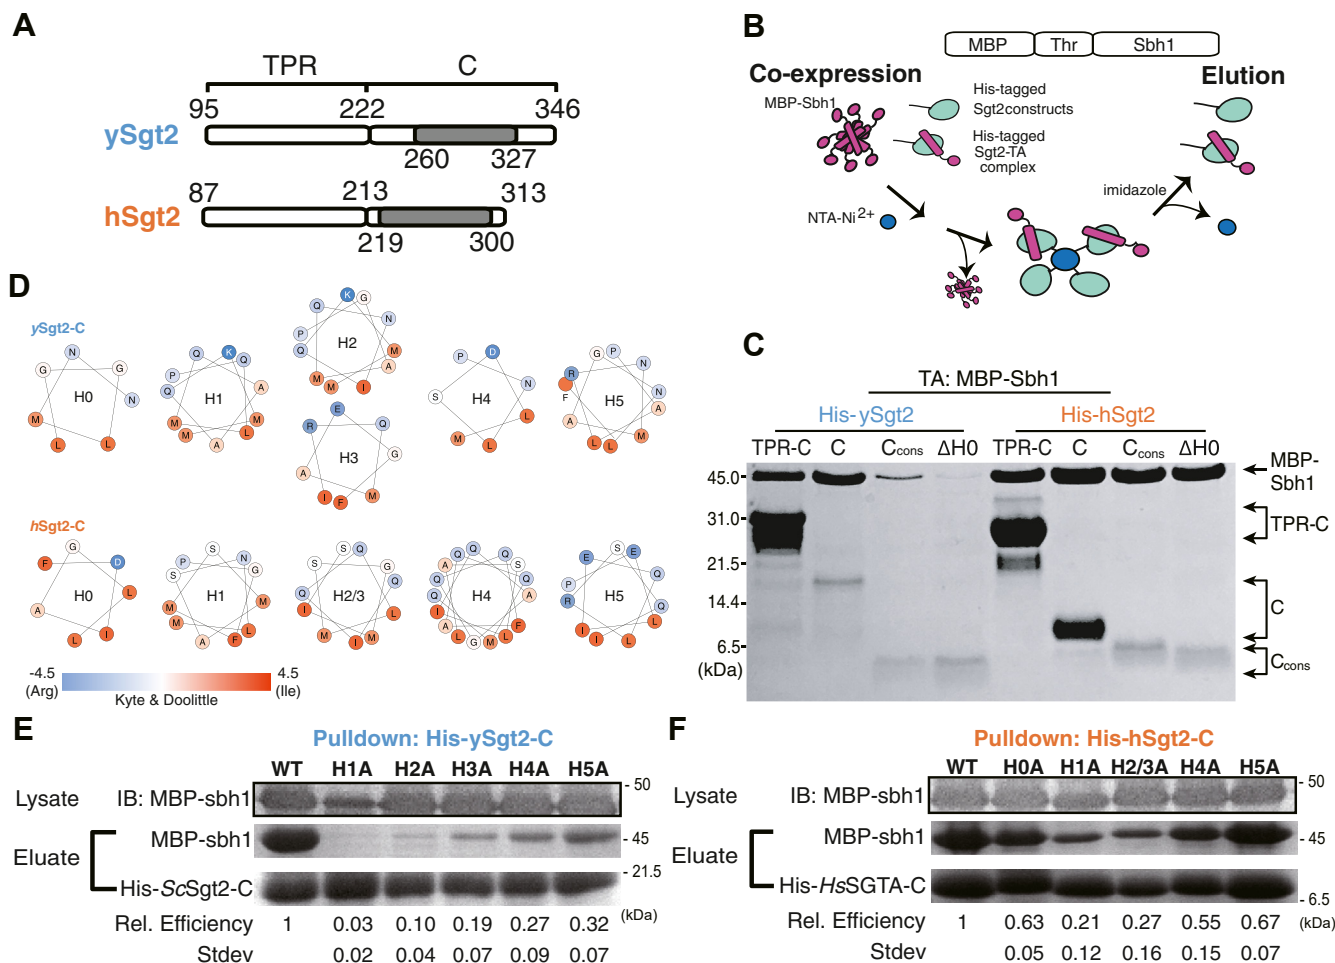 A
TPR C
95 222 346
ySgt2
260 327
87 213 313
hSgt2
219 300
B
MBP Thr Sbh1
Co-expression
Elution
MBP-Sbh1
His-tagged
Sgt2constructs
His-tagged
Sgt2-TA
complex
imidazole
NTA-Ni2+
C
TA: MBP-Sbh1
His-ySgt2 His-hSgt2
TPR-C C Ccons ΔH0 TPR-C C Ccons ΔH0
45.0
31.0
21.5
14.4
6.5
(kDa)
MBP-
Sbh1
TPR-C
C
Ccons
D
ySgt2-C
N G G N M L L H0
K Q Q P Q A M M M A L I L H1
K G Q N P Q M A M M I H2
E R Q G A I F M H3
P D N S M L L H4
G P N R N F A A L L M H5
hSgt2-C
G F D L A L I H0
S P N S G M M M A F L H1
S S Q G Q Q I L M I M H2/3
Q Q Q A S Q Q Q A I F A L G M L H4
S E E P Q R Q I I I L L H5
-4.5
(Arg)
4.5
(Ile)
Kyte & Doolittle
E
Pulldown: His-ySgt2-C
WT H1A H2A H3A H4A H5A
Lysate IB: MBP-sbh1 - 50
Eluate
MBP-sbh1 - 45
- 21.5
His-ScSgt2-C
(kDa)
Rel. Efficiency 1 0.03 0.10 0.19 0.27 0.32
Stdev 0.02 0.04 0.07 0.09 0.07
F
Pulldown: His-hSgt2-C
WT H0A H1A H2/3A H4A H5A
Lysate IB: MBP-sbh1 - 50
Eluate
MBP-sbh1 - 45
His-HsSGTA-C - 6.5
Rel. Efficiency 1 0.63 0.21 0.27 0.55 0.67 (kDa)
Stdev 0.05 0.12 0.16 0.15 0.07